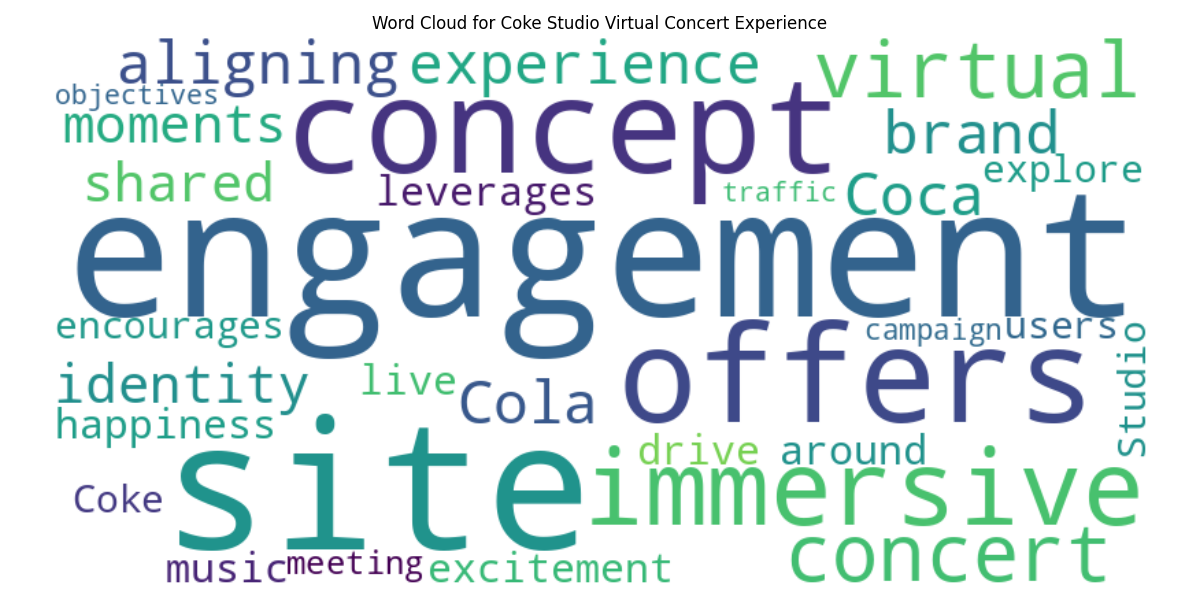 Word Cloud for Coke Studio Virtual Concert Experience
aligning
experience
virtual
objectives
concept
moments
brand
explore
shared
leverages
traffic
Coca
engagement
encourages
offers
campaign
users
Studio
identity
live
Cola
happiness
site
drive
around
immersive
Coke
concert
music
meeting
excitement